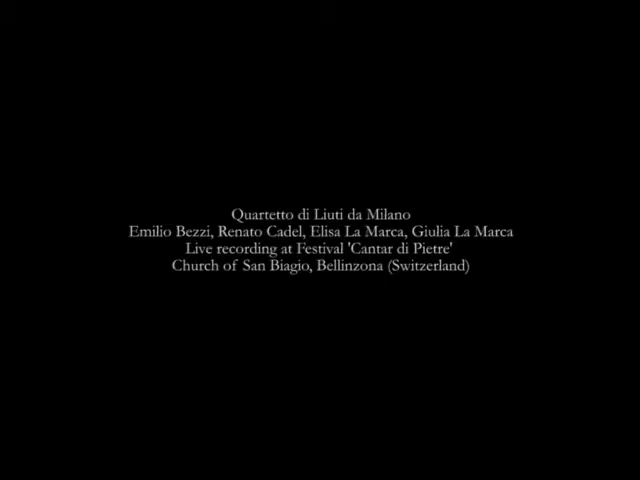 Quartetto di Liuti da Milano
Emilio Bezzi, Renato Cadel, Elisa La Marca, Giulia La Marca
Live recording at Festival 'Cantar di Pietre'
Church of San Biagio, Bellinzona (Switzerland)